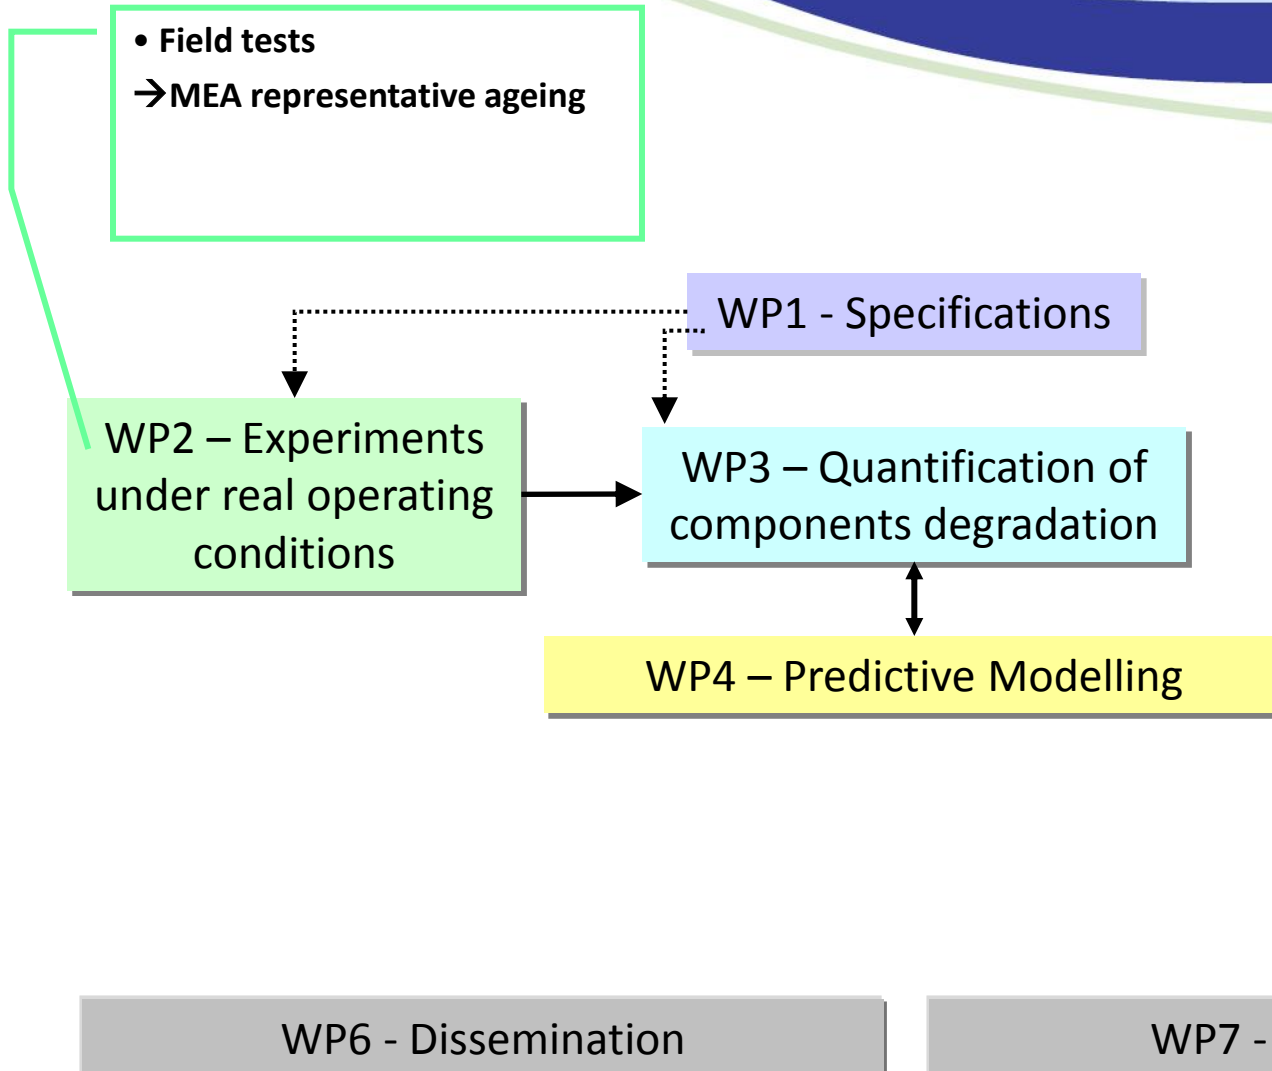 • Field tests
→MEA representative ageing
WP1 - Specifications
WP2 – Experiments
under real operating
conditions
WP3 – Quantification of
components degradation
WP4 – Predictive Modelling
WP6 - Dissemination
WP7 -